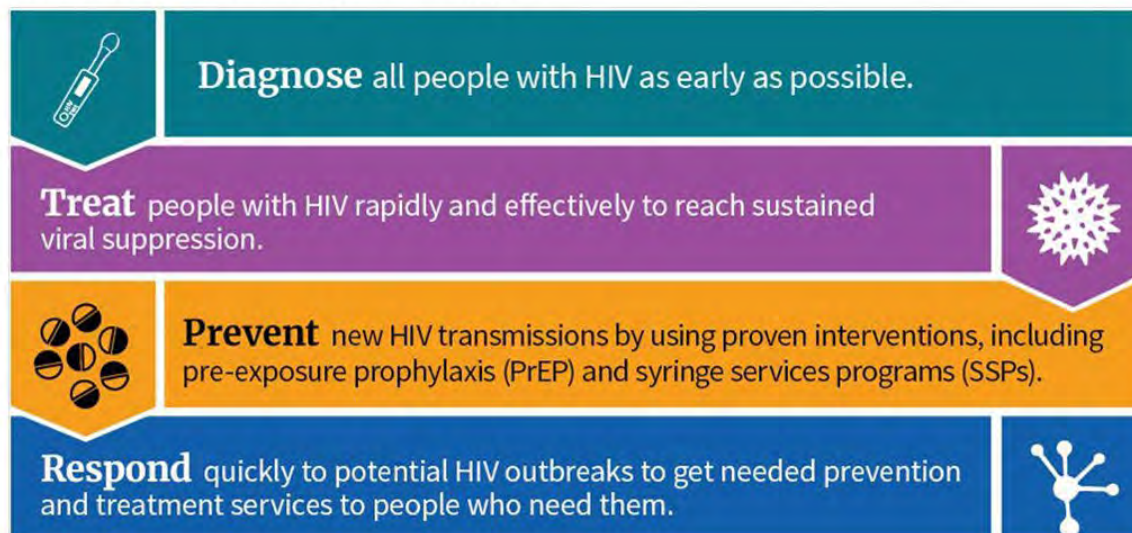 Diagnose all people with HIV as early as possible.
Treat people with HIV rapidly and effectively to reach sustained
viral suppression.
Prevent new HIV transmissions by using proven interventions, including
pre-exposure prophylaxis (PrEP) and syringe services programs (SSPs).
Respond quickly to potential HIV outbreaks to get needed prevention
and treatment services to people who need them.